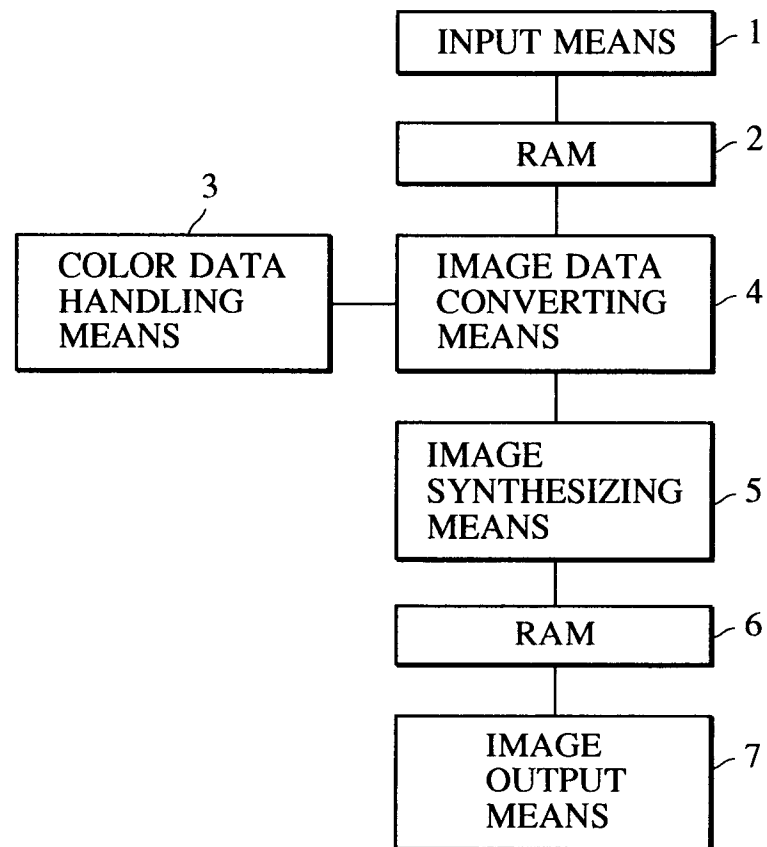 INPUT MEANS
1
RAM
2
3
COLOR DATA
HANDLING
MEANS
IMAGE DATA
CONVERTING
MEANS
4
IMAGE
SYNTHESIZING
MEANS
5
RAM
6
IMAGE
OUTPUT
MEANS
7